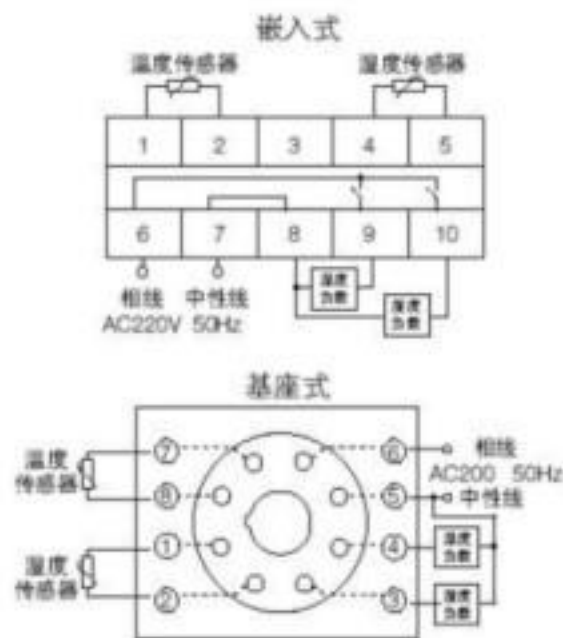 嵌入式
温度传感器 湿度传感器
1 2 3 4 5
6 7 8 9 10
相线 中性线
AC220V 50Hz
基座式
⑦ ⑥ 相线
温度
传感器
AC200 50Hz
⑧ ⑤ 中性线
① ④
湿度
传感器
② ③